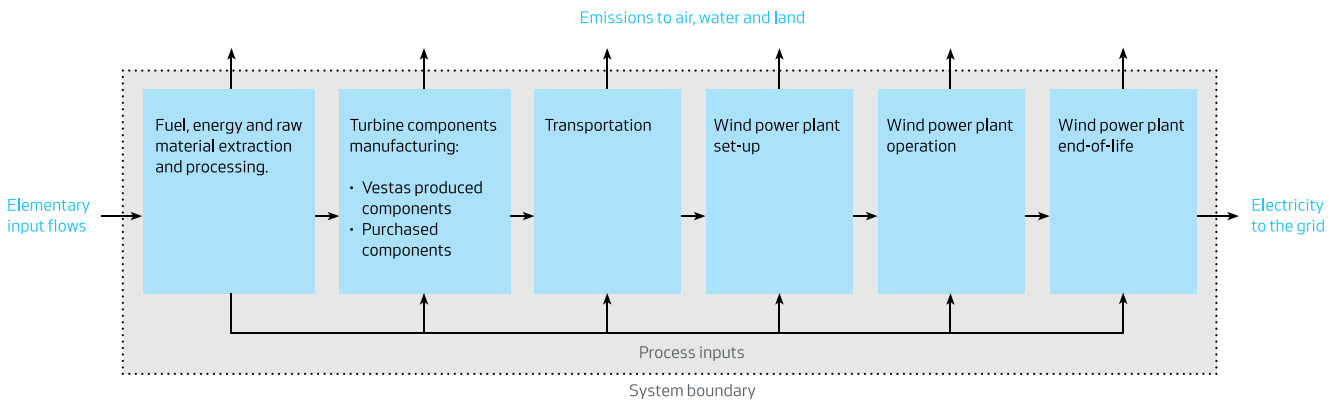 Emissions to air, water and land
Elementary
input flows
Fuel, energy and raw
material extraction
and processing.
Turbine components
manufacturing:
• Vestas produced
components
• Purchased
components
Transportation
Wind power plant
set-up
Wind power plant
operation
Wind power plant
end-of-life
Electricity
to the grid
Process inputs
System boundary